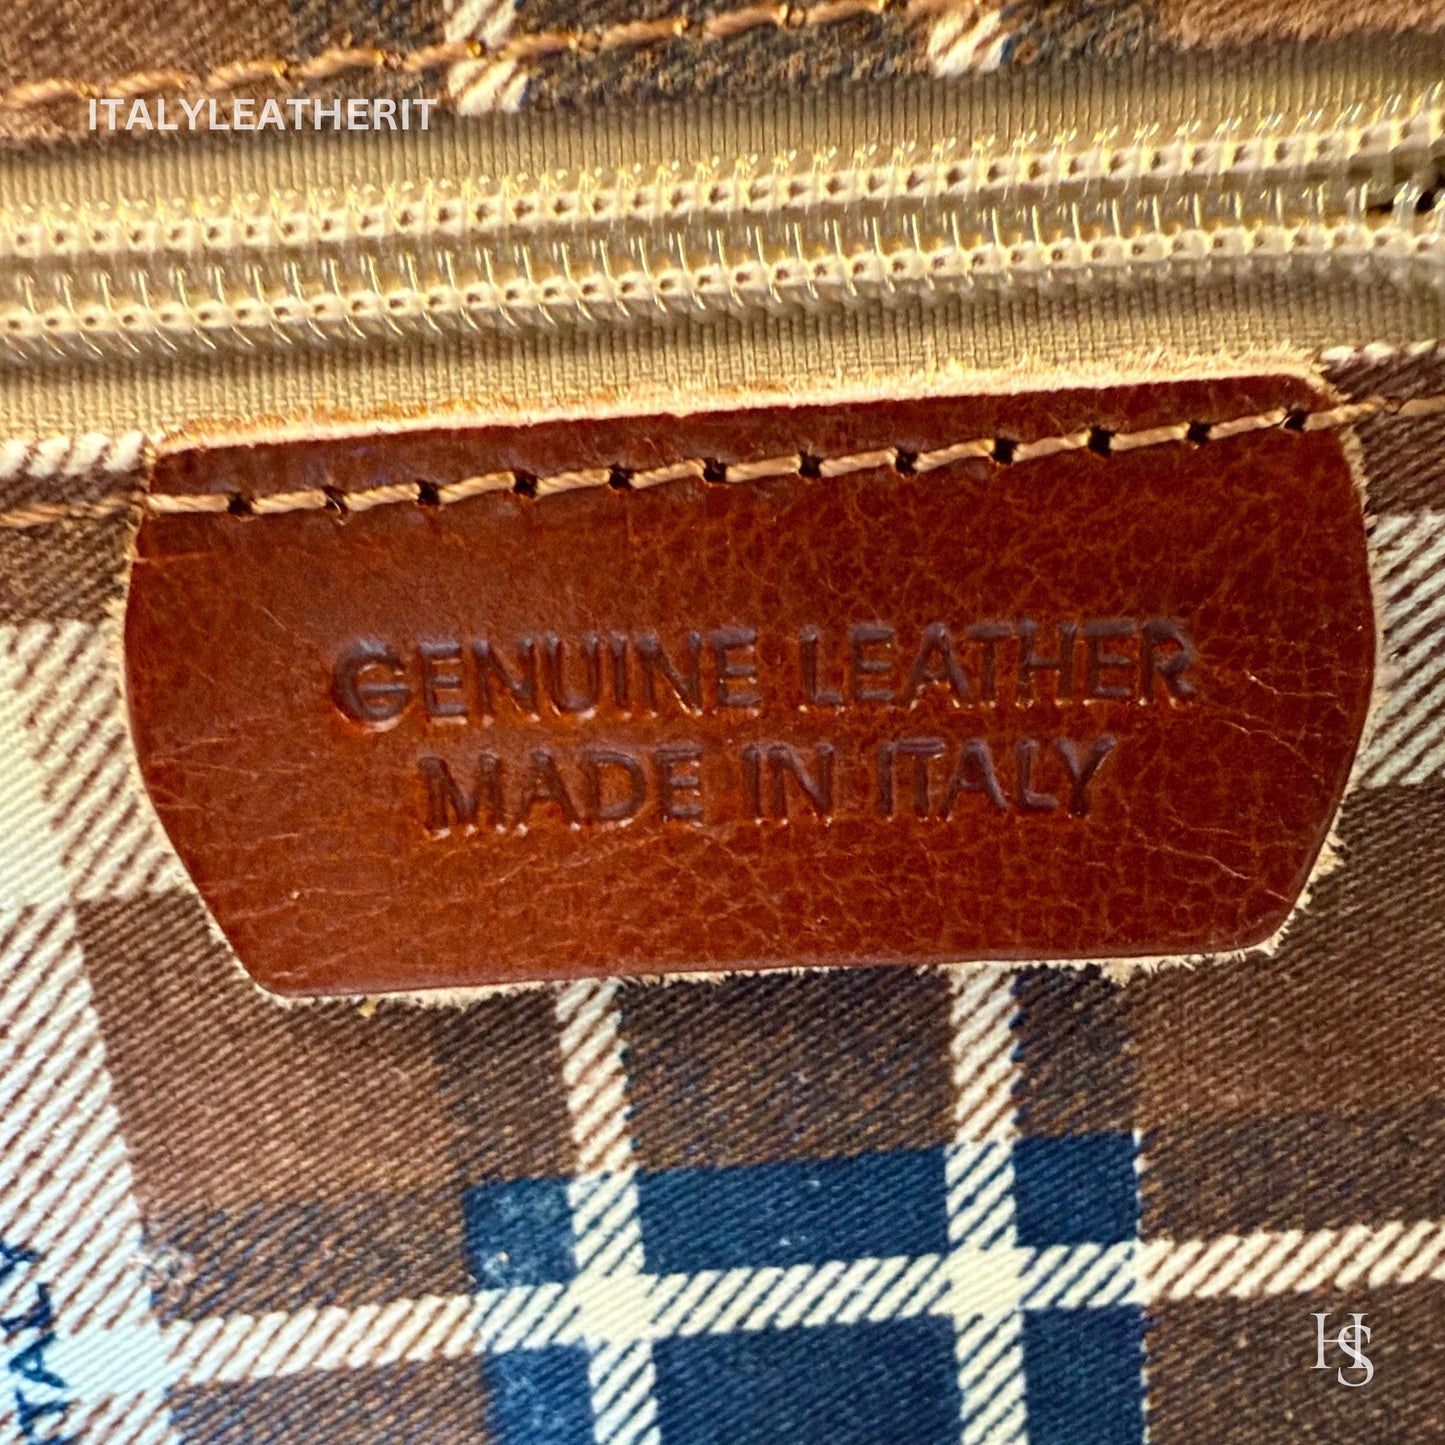 ITALYLEATHERIT
GENUINE LEATHER
MADE IN ITALY
HS